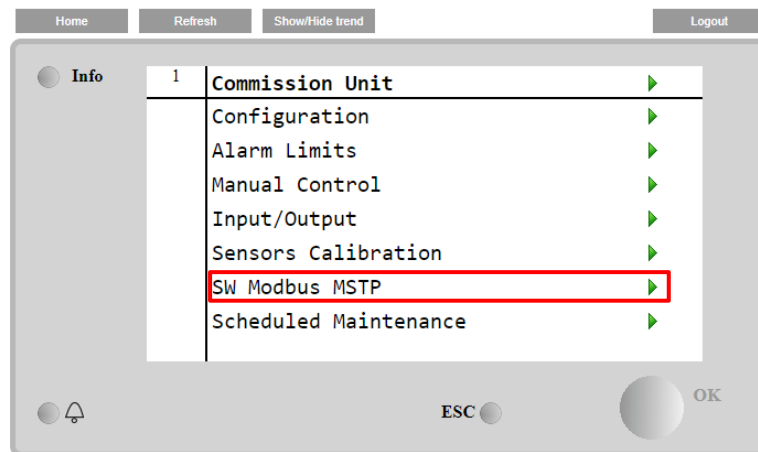 Home Refresh Show/Hide trend Logout
Info
1 Commission Unit
Configuration
Alarm Limits
Manual Control
Input/Output
Sensors Calibration
SW Modbus MSTP
Scheduled Maintenance
ESC OK